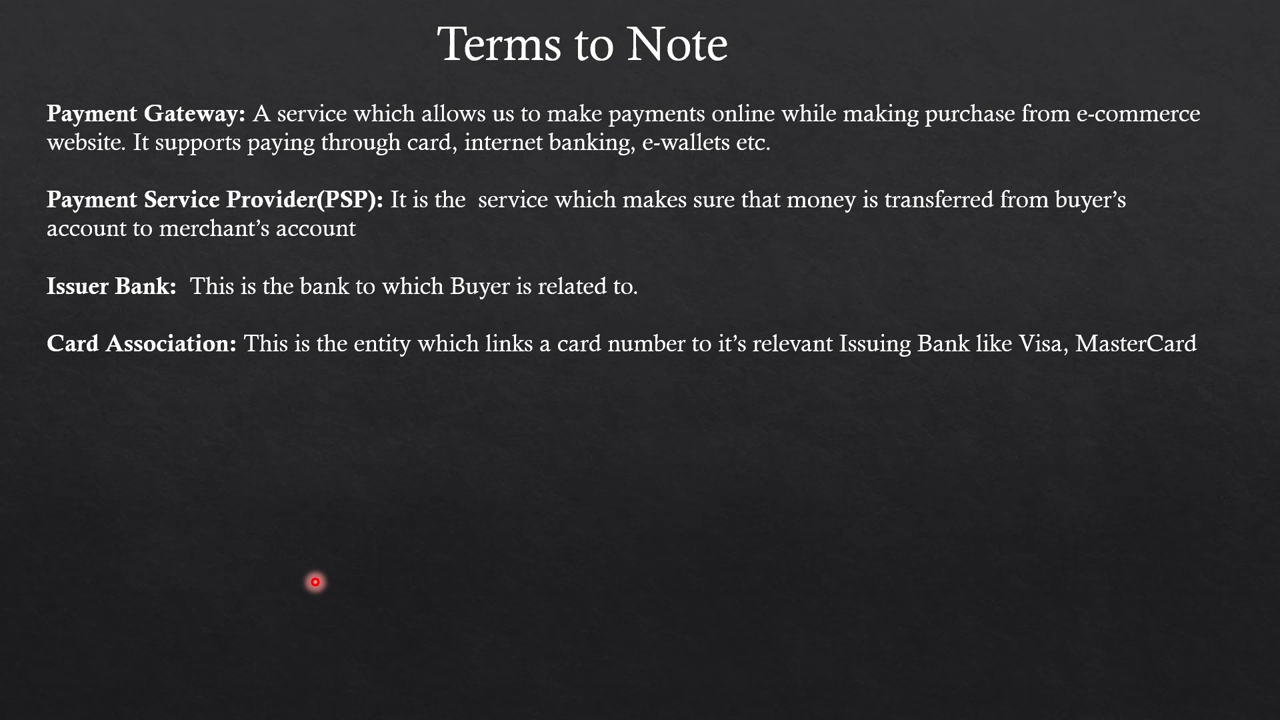 Terms to Note
Payment Gateway: A service which allows us to make payments online while making purchase from e-commerce
website. It supports paying through card, internet banking, e-wallets etc.
Payment Service Provider(PSP): It is the  service which makes sure that money is transferred from buyer’s
account to merchant’s account
Issuer Bank:  This is the bank to which Buyer is related to.
Card Association: This is the entity which links a card number to it’s relevant Issuing Bank like Visa, MasterCard